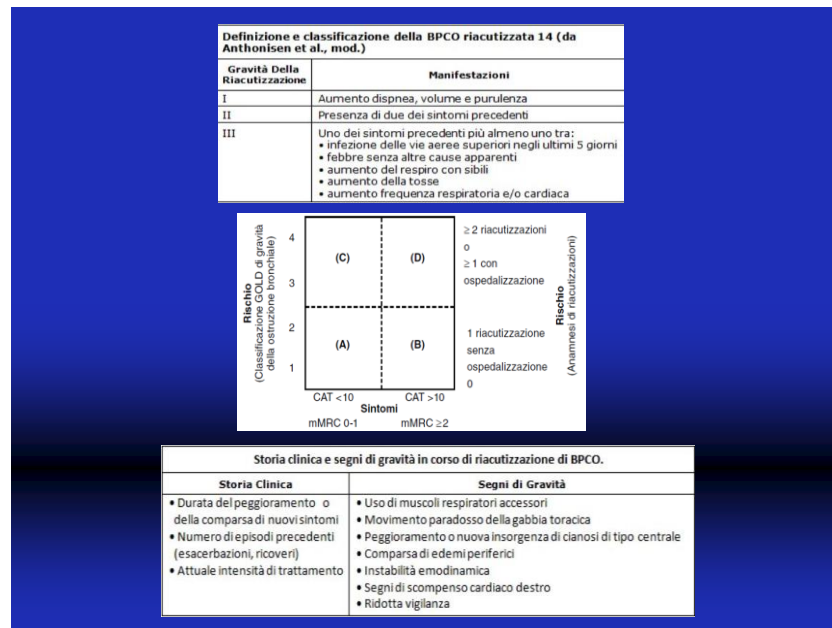 Definizione e classificazione della BPCO riacutizzata 14 (da
Anthonisen et al., mod.)
Gravità Della
Riacutizzazione
Manifestazioni
I
Aumento dispnea, volume e purulenza
II
Presenza di due dei sintomi precedenti
III
Uno dei sintomi precedenti più almeno uno tra:
• infezione delle vie aeree superiori negli ultimi 5 giorni
• febbre senza altre cause apparenti
• aumento del respiro con sibili
• aumento della tosse
• aumento frequenza respiratoria e/o cardiaca
Rischio
(Classificazione GOLD di gravità
della ostruzione bronchiale)
4
3
2
1
(C)
(D)
(A)
(B)
≥ 2 riacutizzazioni
o
≥ 1 con
ospedalizzazione
1 riacutizzazione
senza
ospedalizzazione
0
Rischio
(Anamnesi di riacutizzazioni)
CAT <10
CAT >10
Sintomi
mMRC 0-1
mMRC ≥2
Storia clinica e segni di gravità in corso di riacutizzazione di BPCO.
Storia Clinica
Segni di Gravità
• Durata del peggioramento o
della comparsa di nuovi sintomi
• Numero di episodi precedenti
(esacerbazioni, ricoveri)
• Attuale intensità di trattamento
• Uso di muscoli respiratori accessori
• Movimento paradosso della gabbia toracica
• Peggioramento o nuova insorgenza di cianosi di tipo centrale
• Comparsa di edemi periferici
• Instabilità emodinamica
• Segni di scompenso cardiaco destro
• Ridotta vigilanza